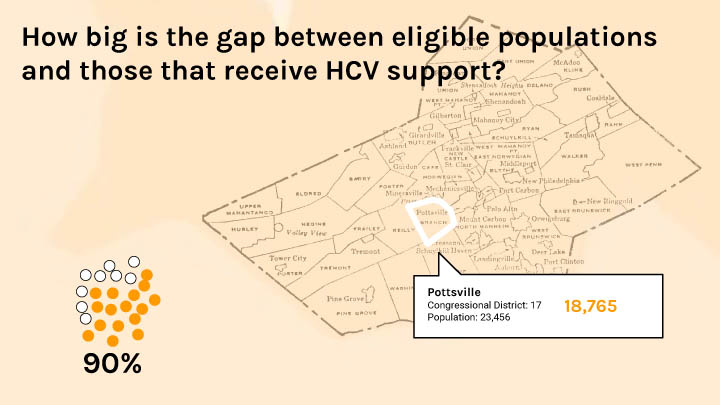 How big is the gap between eligible populations
and those that receive HCV support?
UNION
McAdoo
KLINE
UNION
Shenandoah Heights
DELANO
RUSH
WEST MAHANOY
MAHANOY
Shenandoah
Coaldale
Gilberton
Mahanoy City
RYAN
RAHN
Girardville
BUTLER
SCHUYLKILL
Tamaqua
Ashland
Frackville
WEST MAHANOY
NEW
CASTLE
EAST NORWEGIAN
WALKER
WEST PENN
Gordon
St. Clair
Middleport
BLYTHE
BARRY
NORWEGIAN
New Philadelphia
FOSTER
Mechanicsville
Port Carbon
ELDRED
Minersville
New Ringgold
UPPER
MAHANTANGO
Pottsville
Palo Alto
EAST BRUNSWICK
HUBLEY
HEGINS
Valley View
FRAILEY
REILLY
BRANCH
Mount Carbon
NORTH MANHEIM
Orwigsburg
WEST
BRUNSWICK
Tower City
Tremont
Schuylkill Haven
Deer Lake
PORTER
TREMONT
Landingville
Port Clinton
Auburn
Pine Grove
PINE GROVE
Pottsville
Congressional District: 17
Population: 23,456
18,765
90%